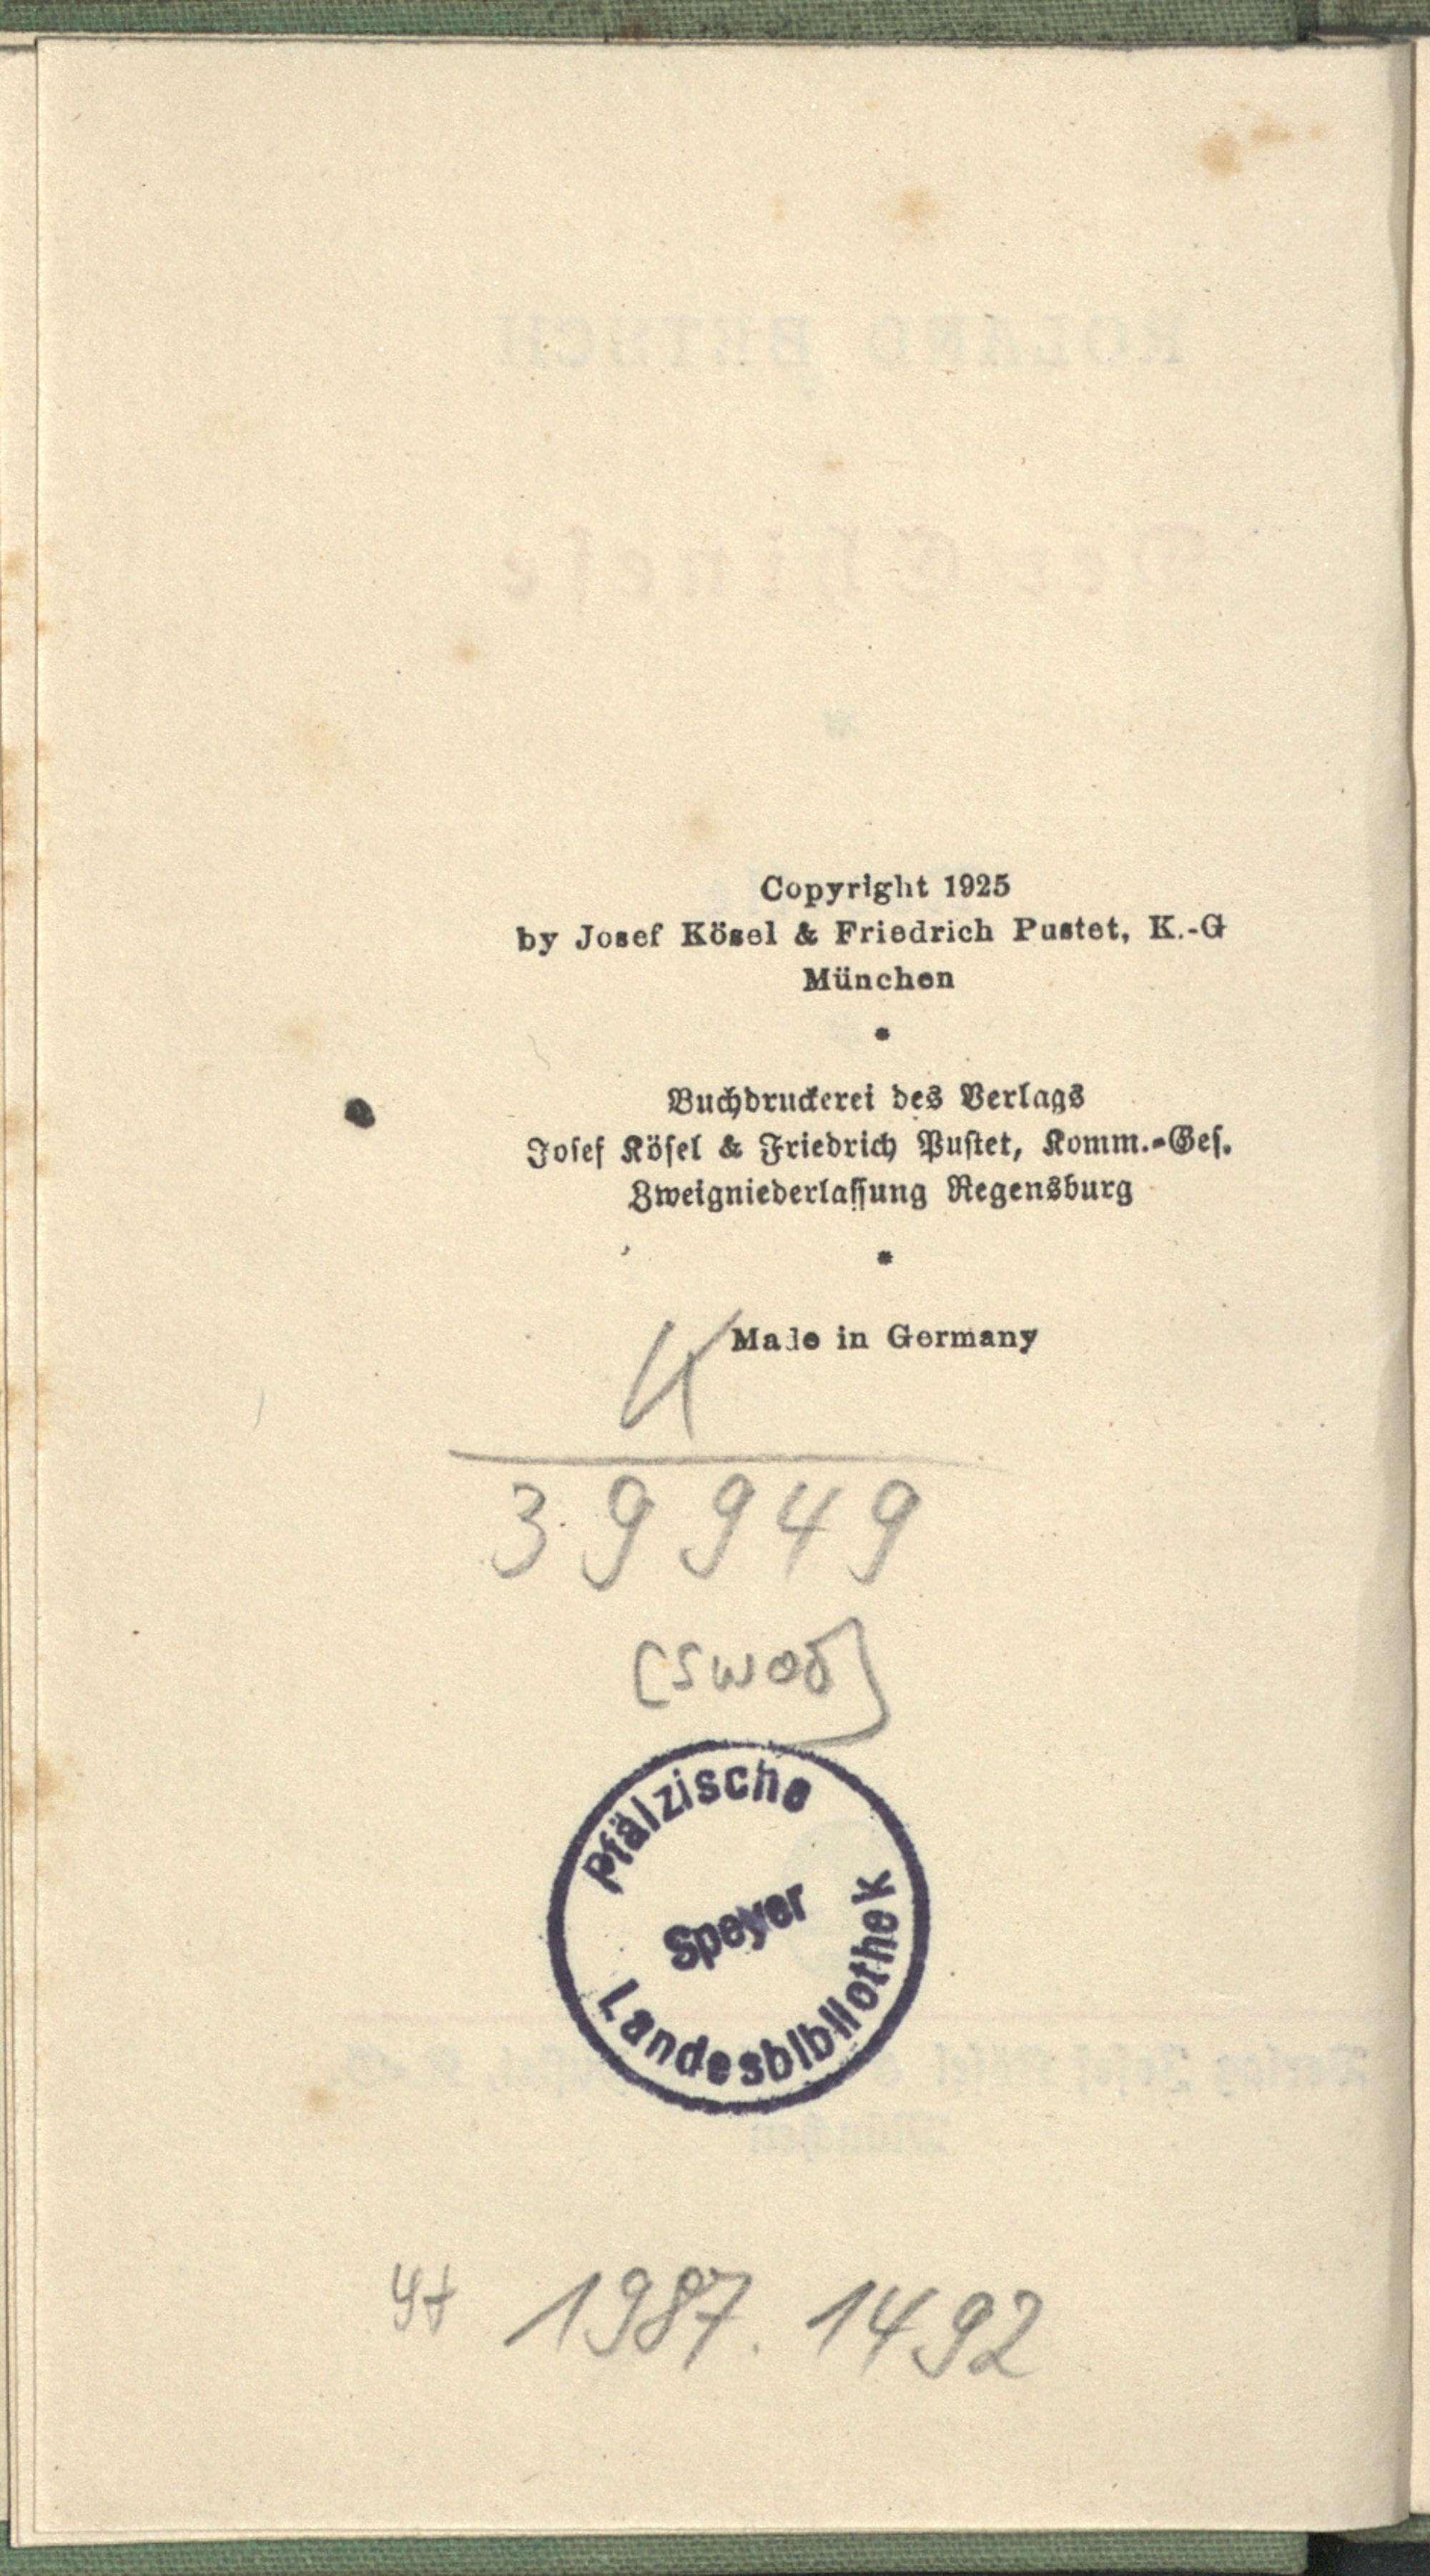 Copyright 1925
by Josef Kösel & Friedrich Pustet, K.-G
München
*
Buchdruckerei des Verlags
Joſef Köſel & Friedrich Puſtet, Komm.-Geſ.
Zweigniederlaſſung Regensburg
*
Made in Germany
39949
Pfälzische
Speyer
Landesbibliothek
1987. 1492